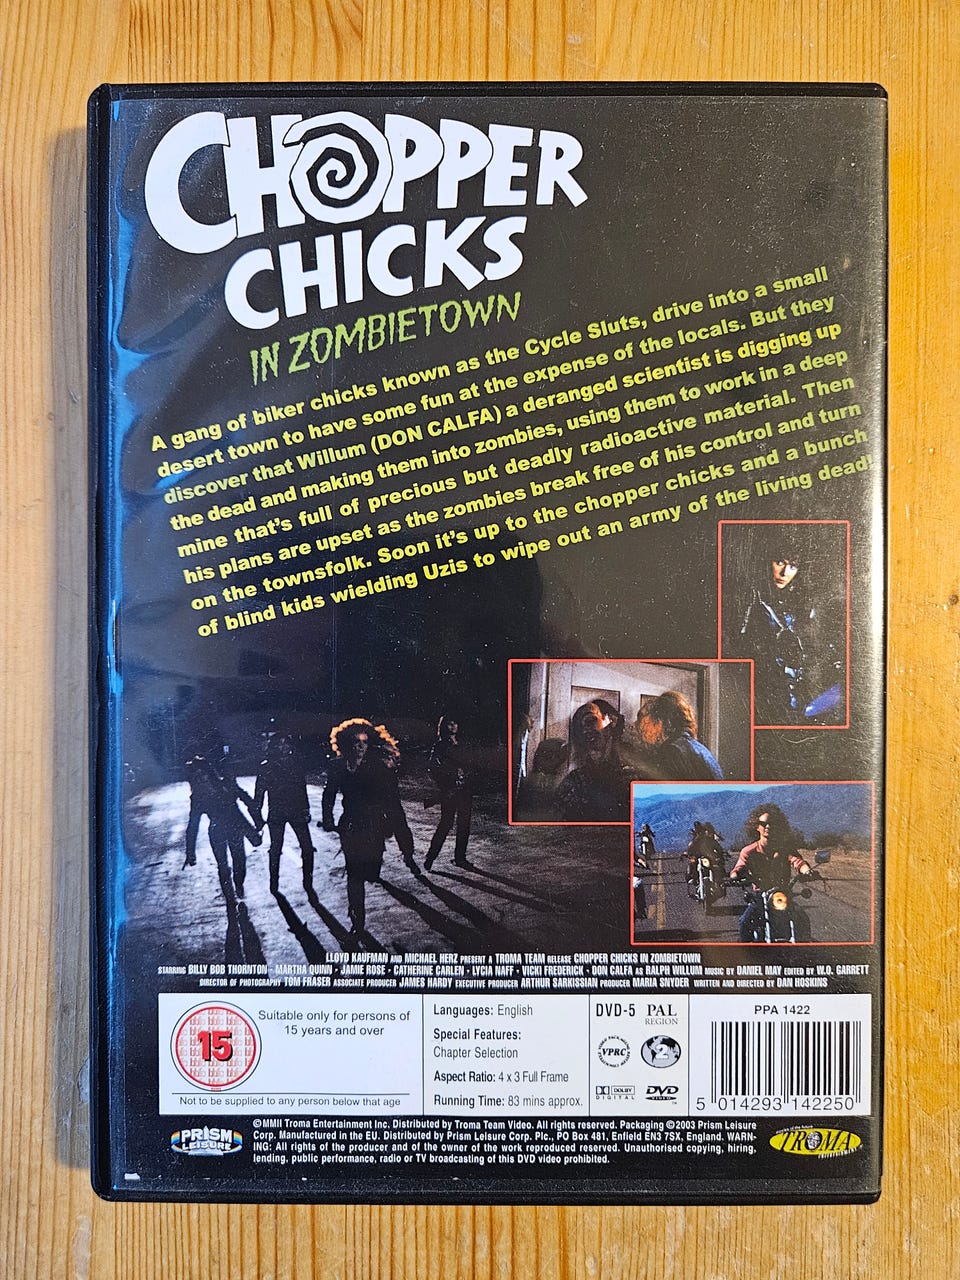 CHOPPER
CHICKS
IN ZOMBIETOWN
A gang of biker chicks known as the Cycle Sluts, drive into a small
desert town to have some fun at the expense of the locals. But they
discover that Willum (DON CALFA) a deranged scientist is digging up
the dead and making them into zombies, using them to work in a deep
mine that's full of precious but deadly radioactive material. Then
his plans are upset as the zombies break free of his control and turn
on the townsfolk. Soon it's up to the chopper chicks and a bunch
of blind kids wielding Uzis to wipe out an army of the living dead!
LLOYD KAUFMAN AND MICHAEL HERZ PRESENT A TROMA TEAM RELEASE CHOPPER CHICKS IN ZOMBIETOWN
STARRING BILLY BOB THORNTON - MARTHA QUINN - JAMIE ROSE - CATHERINE CARLEN - LYCIA NAFF - VICKI FREDERICK - DON CALFA AS RALPH WILLUM MUSIC BY DANIEL MAY EDITED BY W.O. GARRETT
DIRECTOR OF PHOTOGRAPHY TOM FRASER ASSOCIATE PRODUCER JAMES HARDY EXECUTIVE PRODUCER ARTHUR SARKISSIAN PRODUCER MARIA SNYDER WRITTEN AND DIRECTED BY DAN HOSKINS
15
Suitable only for persons of
15 years and over
Not to be supplied to any person below that age
Languages: English
Special Features:
Chapter Selection
Aspect Ratio: 4 x 3 Full Frame
Running Time: 83 mins approx.
DVD-5 PAL
REGION
VPRC
2
DOLBY
DIGITAL
DVD
VIDEO
PPA 1422
5 014293 142250
PRISM
LEISURE
©MMII Troma Entertainment Inc. Distributed by Troma Team Video. All rights reserved. Packaging ©2003 Prism Leisure
Corp. Manufactured in the EU. Distributed by Prism Leisure Corp. Plc., PO Box 481, Enfield EN3 7SX, England. WARN-
ING: All rights of the producer and of the owner of the work reproduced reserved. Unauthorised copying, hiring,
lending, public performance, radio or TV broadcasting of this DVD video prohibited.
TROMA
ENTERTAINMENT